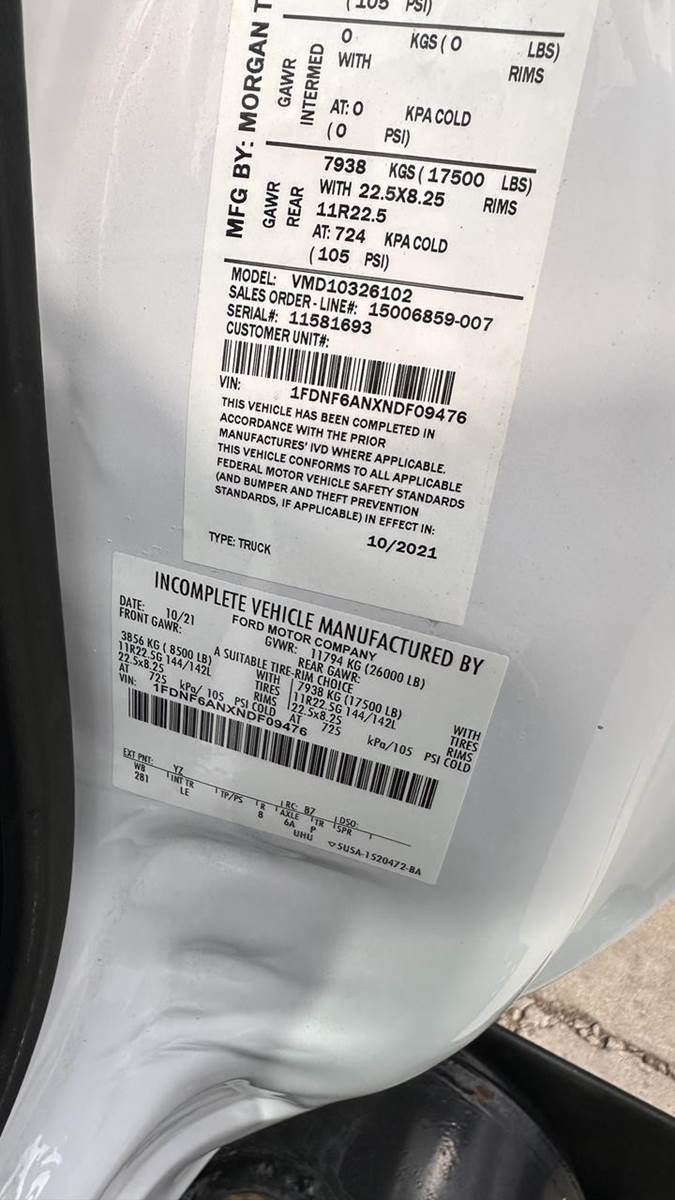 (105 PSI)
MFG BY: MORGAN T
GAWR INTERMED
0 KGS ( 0 LBS)
WITH RIMS
AT: 0 KPA COLD
( 0 PSI)
GAWR REAR
7938 KGS ( 17500 LBS)
WITH 22.5X8.25 RIMS
11R22.5
AT: 724 KPA COLD
( 105 PSI)
MODEL: VMD10326102
SALES ORDER - LINE#: 15006859-007
SERIAL#: 11581693
CUSTOMER UNIT#:
VIN: 1FDNF6ANXNDF09476
THIS VEHICLE HAS BEEN COMPLETED IN
ACCORDANCE WITH THE PRIOR
MANUFACTURES' IVD WHERE APPLICABLE.
THIS VEHICLE CONFORMS TO ALL APPLICABLE
FEDERAL MOTOR VEHICLE SAFETY STANDARDS
(AND BUMPER AND THEFT PREVENTION
STANDARDS, IF APPLICABLE) IN EFFECT IN:
TYPE: TRUCK 10/2021
INCOMPLETE VEHICLE MANUFACTURED BY
FORD MOTOR COMPANY
DATE: 10/21 GVWR: 11794 KG (26000 LB)
FRONT GAWR: REAR GAWR:
A SUITABLE TIRE-RIM CHOICE
3856 KG ( 8500 LB) WITH 7938 KG (17500 LB) WITH
11R22.5G 144/142L TIRES 11R22.5G 144/142L TIRES
22.5x8.25 RIMS 22.5x8.25 RIMS
AT 725 kPa/ 105 PSI COLD AT 725 kPa/105 PSI COLD
VIN: 1FDNF6ANXNDF09476
EXT PNT: YZ RC: B7 DSO:
WB INT TR TP/PS R AXLE TR SPR
281 LE 8 6A P
UHU ▽5U5A-1520472-BA